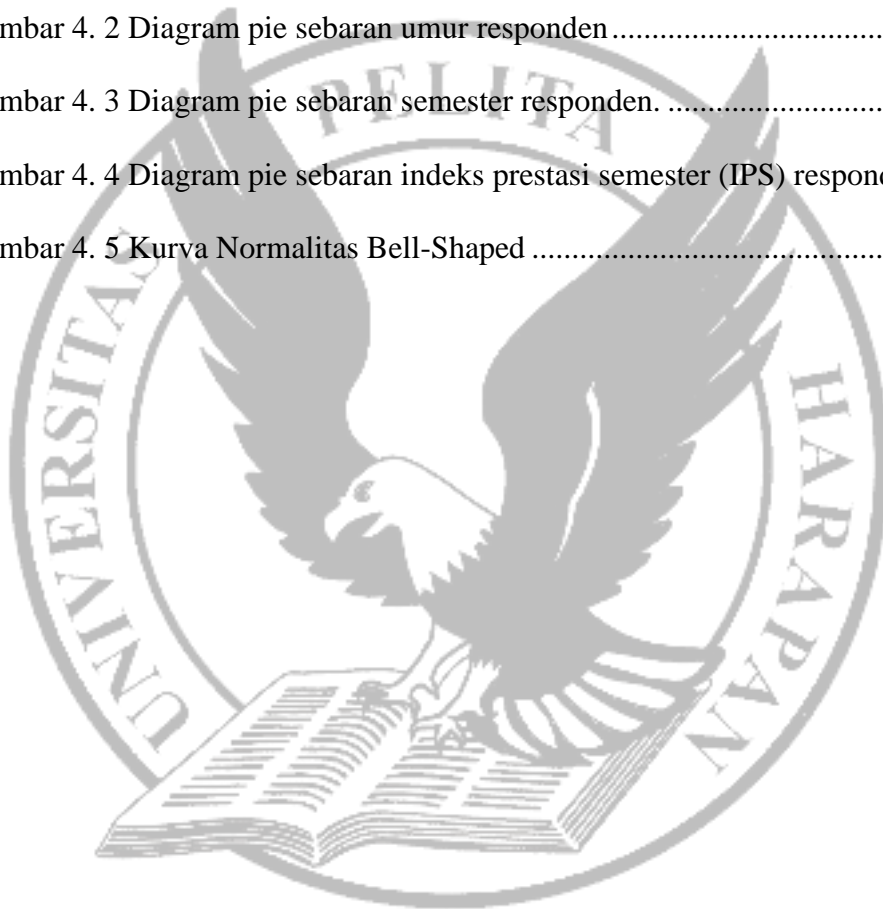 mbar 4. 2 Diagram pie sebaran umur responden.................................
mbar 4. 3 Diagram pie sebaran semester responden. ..........................
mbar 4. 4 Diagram pie sebaran indeks prestasi semester (IPS) respond
mbar 4. 5 Kurva Normalitas Bell-Shaped ...........................................
UNIVERSITAS PELITA HARAPAN